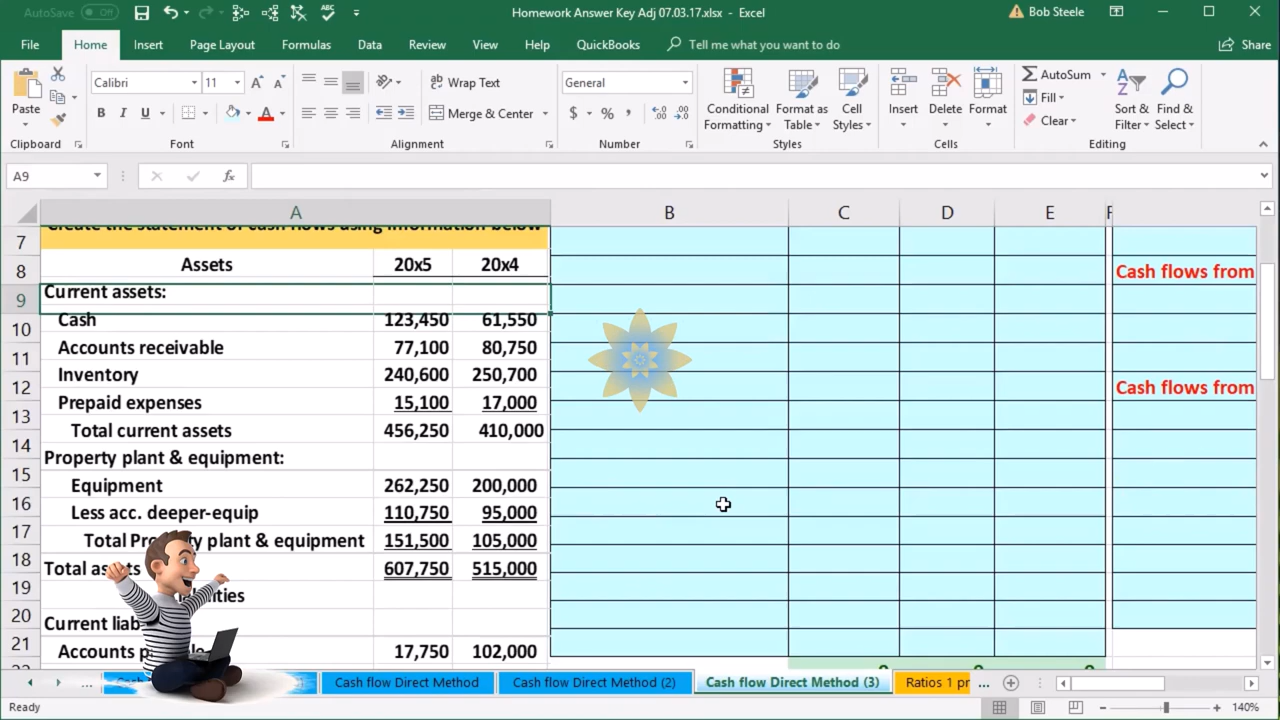 AutoSave Off
Homework Answer Key Adj 07.03.17.xlsx - Excel
Bob Steele
File Home Insert Page Layout Formulas Data Review View Help QuickBooks Tell me what you want to do Share
Paste
Calibri 11
B I U
Wrap Text
Merge & Center
General
$ % ,
Conditional Formatting
Format as Table
Cell Styles
Insert Delete Format
AutoSum
Fill
Clear
Sort & Filter
Find & Select
Clipboard Font Alignment Number Styles Cells Editing
A9 fx
A B C D E F
7 Create the statement of cash flows using information below
8 Assets 20x5 20x4 Cash flows from
9 Current assets:
10 Cash 123,450 61,550
11 Accounts receivable 77,100 80,750
12 Inventory 240,600 250,700 Cash flows from
13 Prepaid expenses 15,100 17,000
14 Total current assets 456,250 410,000
15 Property plant & equipment:
16 Equipment 262,250 200,000
17 Less acc. deeper-equip 110,750 95,000
18 Total Property plant & equipment 151,500 105,000
19 Total assets 607,750 515,000
20 Current liab
21 Accounts p 17,750 102,000
... Cash flow Direct Method Cash flow Direct Method (2) Cash flow Direct Method (3) Ratios 1 pr ...
Ready 140%